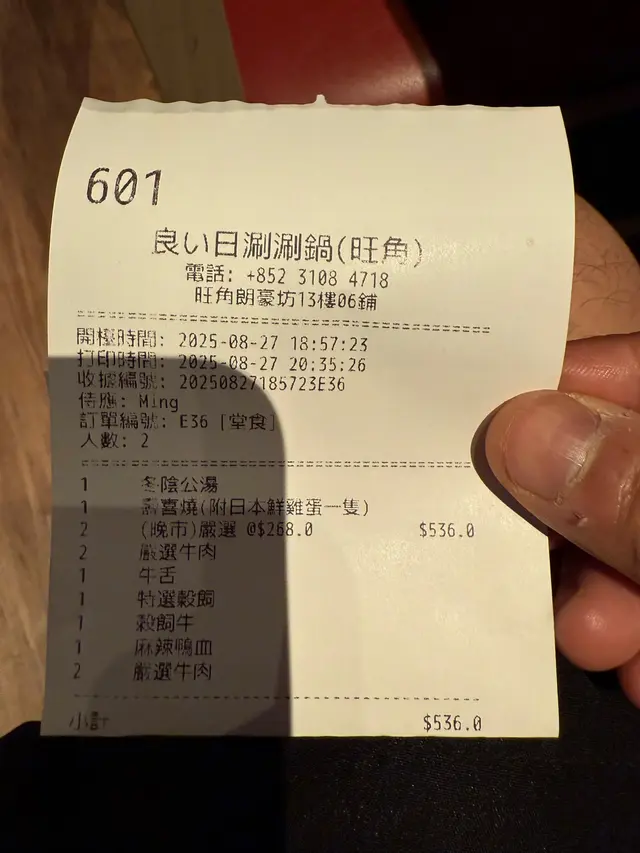 601
良い日涮涮鍋(旺角)
電話: +852 3108 4718
旺角朗豪坊13樓06鋪
開檯時間: 2025-08-27 18:57:23
打印時間: 2025-08-27 20:35:26
收據編號: 20250827185723E36
侍應: Ming
訂單編號: E36 [堂食]
人數: 2
1 冬陰公湯
1 壽喜燒(附日本鮮雞蛋一隻)
2 (晚市)嚴選 @$268.0 $536.0
2 嚴選牛肉
1 牛舌
1 特選穀飼
1 穀飼牛
1 麻辣鴨血
2 嚴選牛肉
小計 $536.0